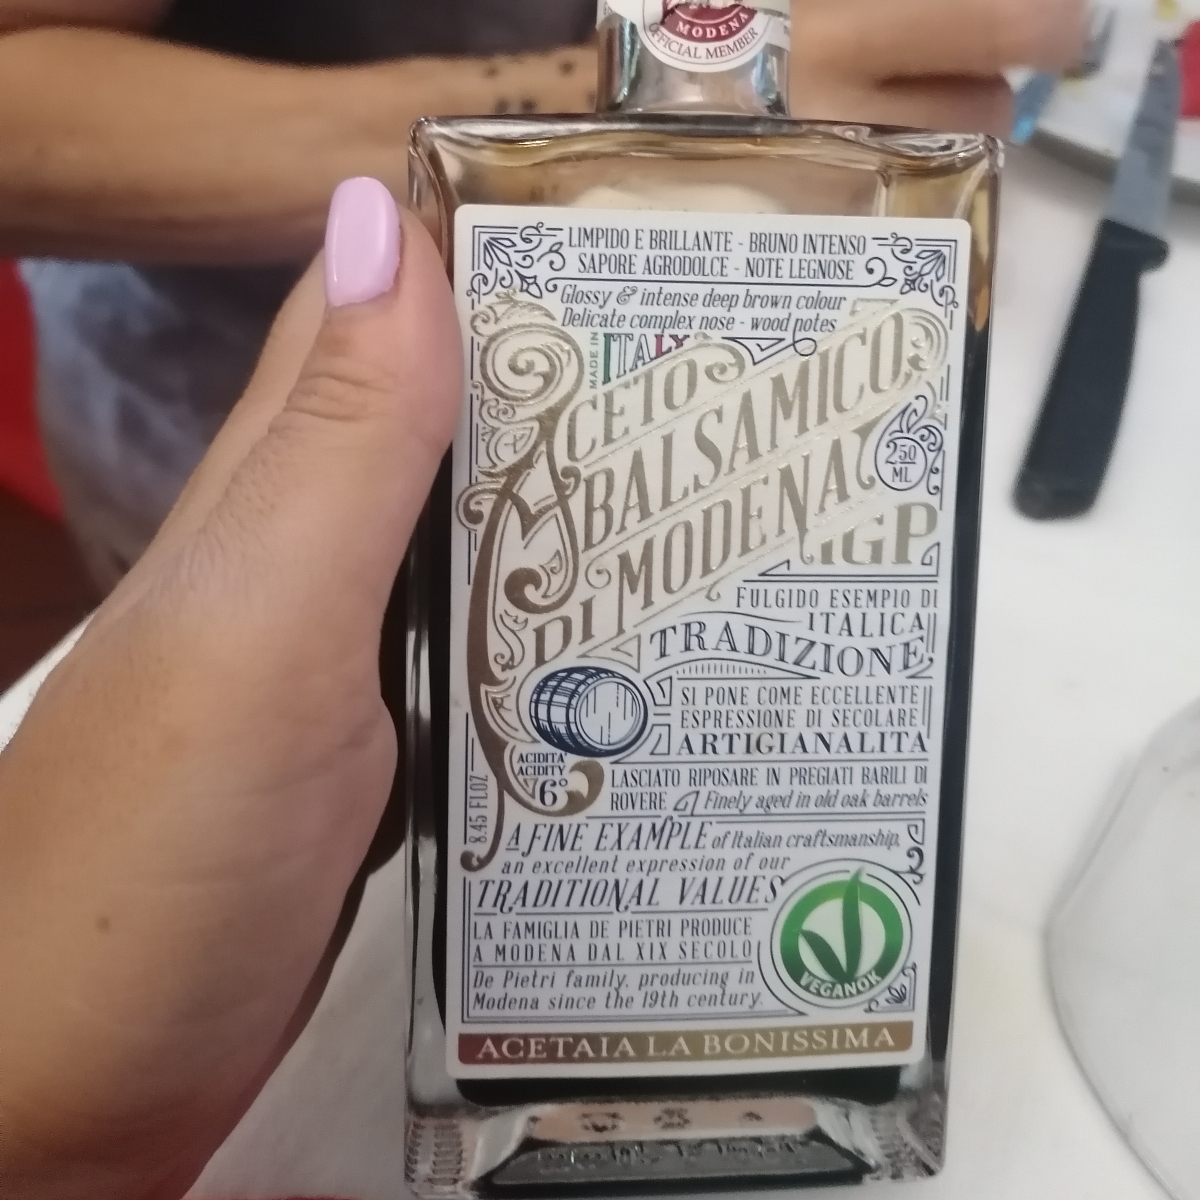 MODENA
OFFICIAL MEMBER
LIMPIDO E BRILLANTE - BRUNO INTENSO
SAPORE AGRODOLCE - NOTE LEGNOSE
Glossy & intense deep brown colour
Delicate complex nose - wood notes
MADE IN
ITALY
ACETO
BALSAMICO
DI MODENA
IGP
250
ML
FULGIDO ESEMPIO DI
ITALICA
TRADIZIONE
SI PONE COME ECCELLENTE
ESPRESSIONE DI SECOLARE
ARTIGIANALITA
ACIDITA'
ACIDITY
6°
LASCIATO RIPOSARE IN PREGIATI BARILI DI
ROVERE Finely aged in old oak barrels
8.45 FLOZ
A FINE EXAMPLE of Italian craftsmanship,
an excellent expression of our
TRADITIONAL VALUES
LA FAMIGLIA DE PIETRI PRODUCE
A MODENA DAL XIX SECOLO
De Pietri family, producing in
Modena since the 19th century.
VEGANOK
ACETAIA LA BONISSIMA